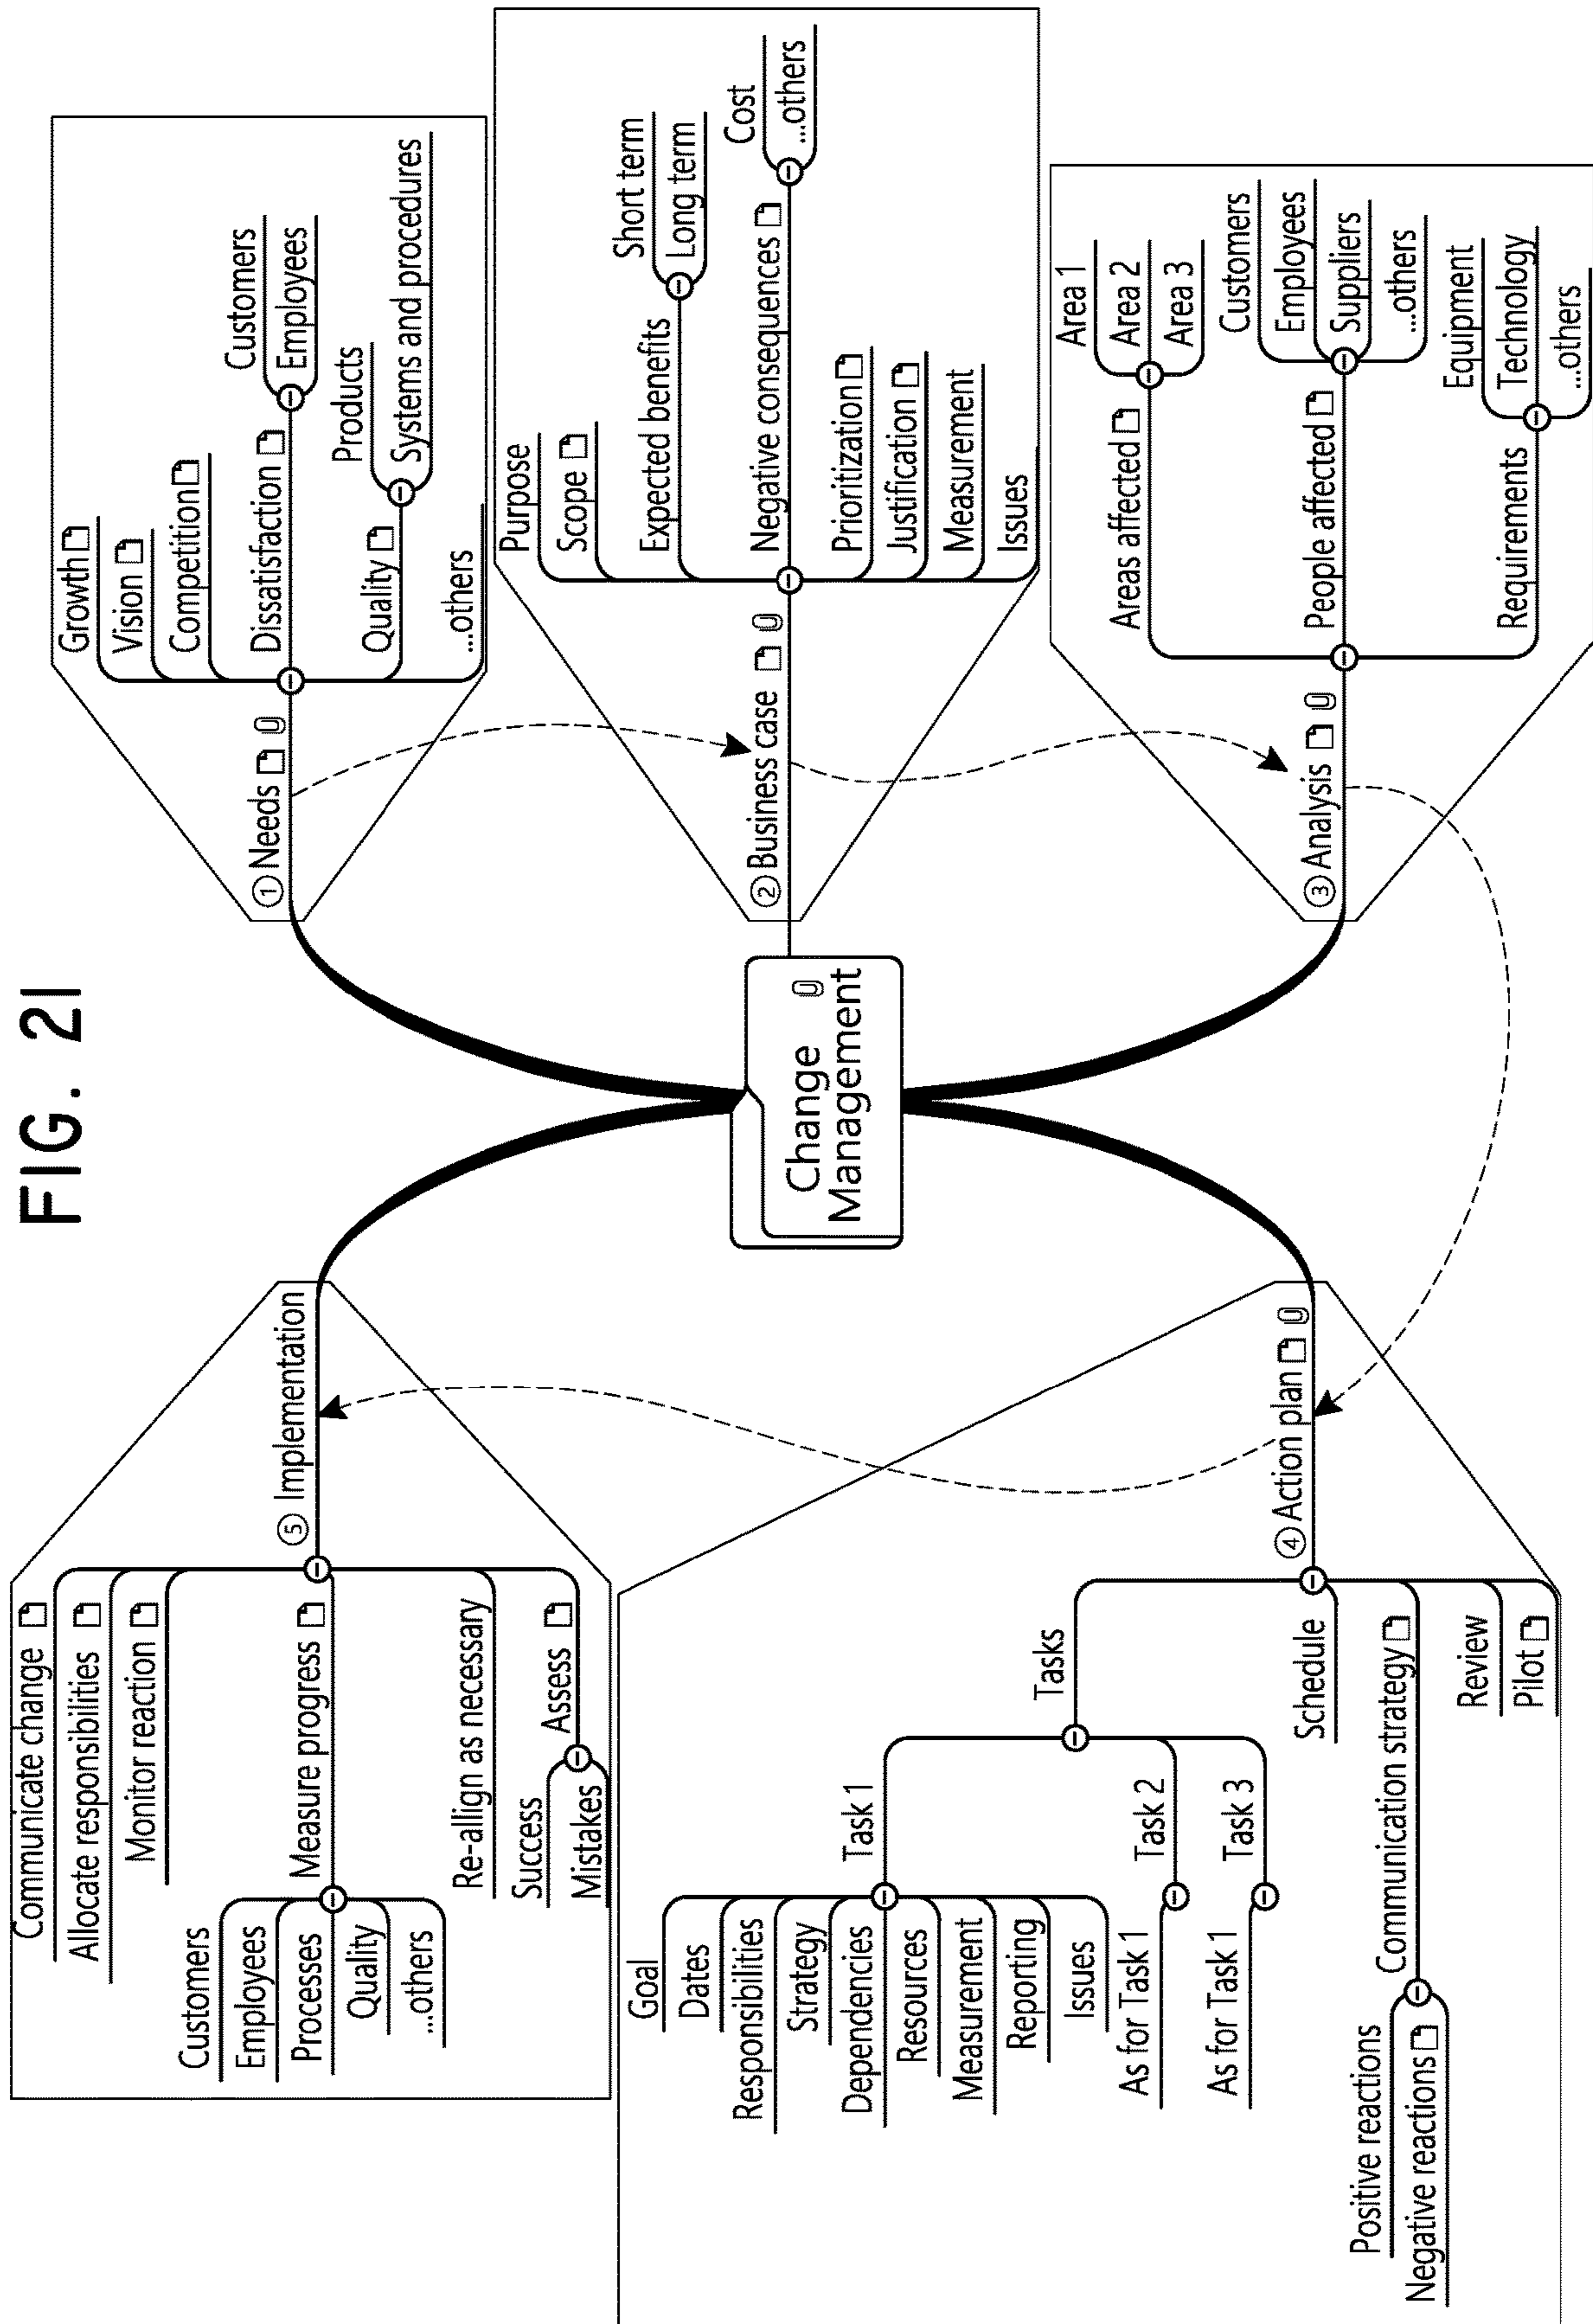 FIG. 21
Change
Management
① Needs
Growth
Vision
Competition
Dissatisfaction
Customers
Employees
Quality
Products
Systems and procedures
...others
② Business case
Purpose
Scope
Expected benefits
Short term
Long term
Negative consequences
Cost
...others
Prioritization
Justification
Measurement
Issues
③ Analysis
Areas affected
Area 1
Area 2
Area 3
People affected
Customers
Employees
Suppliers
...others
Requirements
Equipment
Technology
...others
④ Action plan
Tasks
Task 1
Goal
Dates
Responsibilities
Strategy
Dependencies
Resources
Measurement
Reporting
Issues
Task 2
As for Task 1
Task 3
As for Task 1
Schedule
Communication strategy
Positive reactions
Negative reactions
Review
Pilot
⑤ Implementation
Communicate change
Allocate responsibilities
Monitor reaction
Measure progress
Customers
Employees
Processes
Quality
...others
Re-allign as necessary
Assess
Success
Mistakes